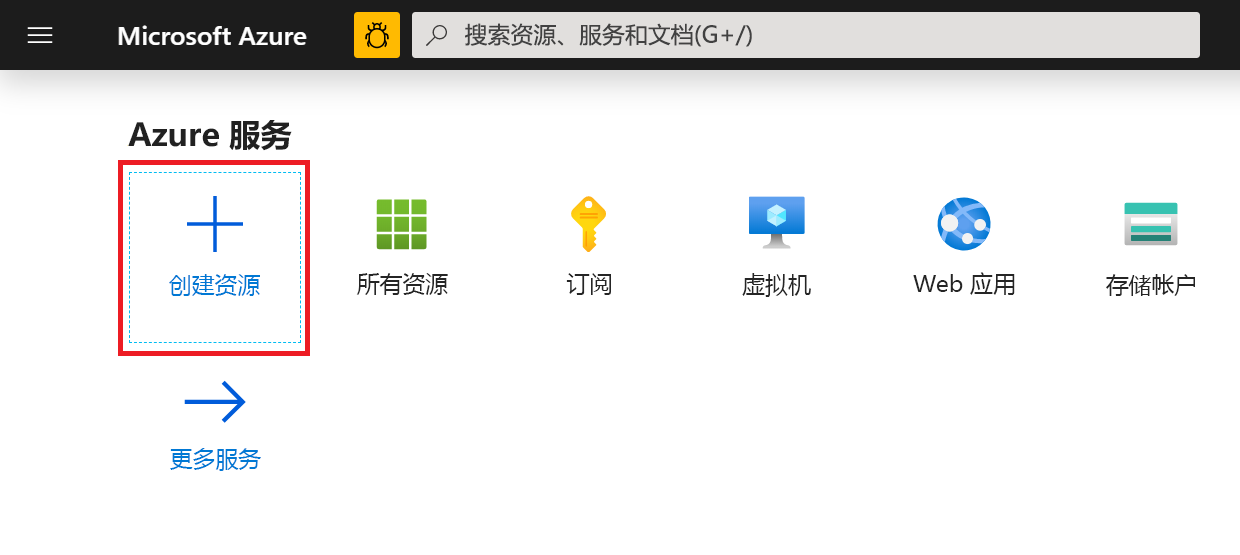 Microsoft Azure
搜索资源、服务和文档(G+/)
Azure 服务
创建资源
所有资源
订阅
虚拟机
Web 应用
存储帐户
更多服务